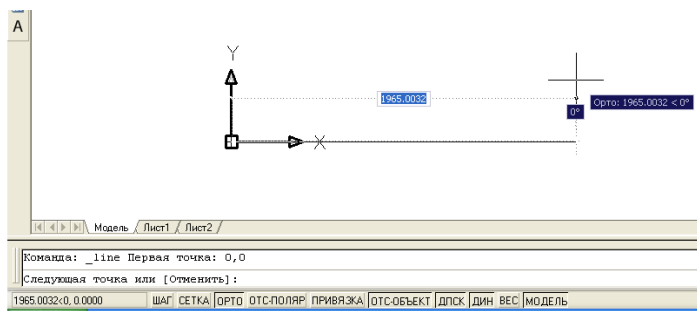 A
Y
1965.0032
0°
Орто: 1965.0032 < 0°
X
Модель Лист1 Лист2
Команда: _line Первая точка: 0,0
Следующая точка или [Отменить]:
1965.0032<0, 0.0000 ШАГ СЕТКА ОРТО ОТС-ПОЛЯР ПРИВЯЗКА ОТС-ОБЪЕКТ ДПСК ДИН ВЕС МОДЕЛЬ